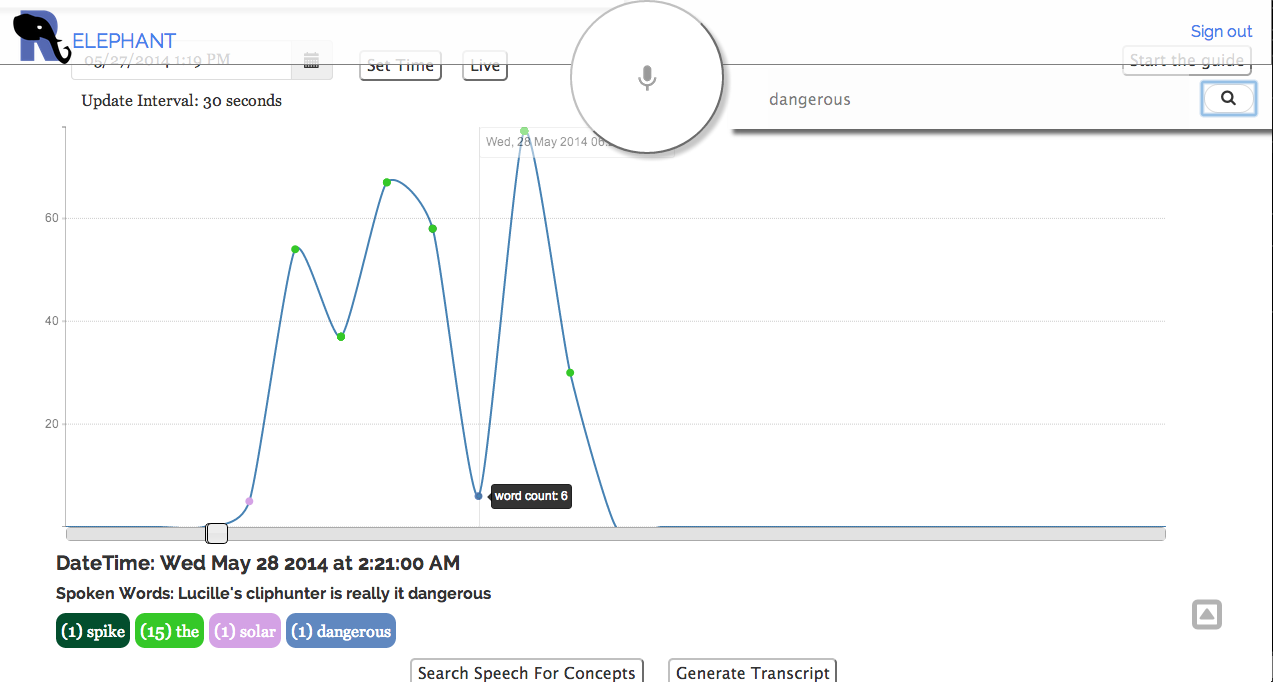 R
ELEPHANT
Sign out
05/27/2014 1:19 PM
Set Time
Live
Start the guide
Update Interval: 30 seconds
dangerous
Wed, 28 May 2014
60
40
20
word count: 6
DateTime: Wed May 28 2014 at 2:21:00 AM
Spoken Words: Lucille's cliphunter is really it dangerous
(1) spike
(15) the
(1) solar
(1) dangerous
Search Speech For Concepts
Generate Transcript